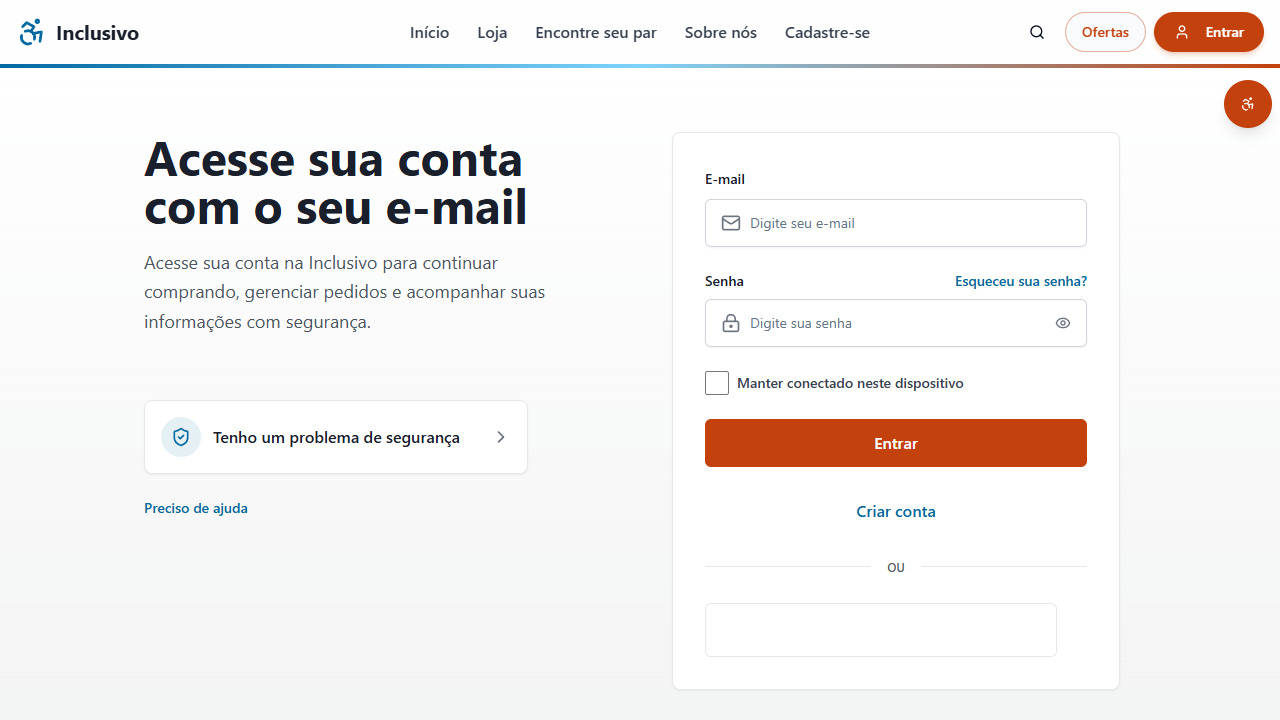 Inclusivo
Início
Loja
Encontre seu par
Sobre nós
Cadastre-se
Ofertas
Entrar
Acesse sua conta
com o seu e-mail
Acesse sua conta na Inclusivo para continuar
comprando, gerenciar pedidos e acompanhar suas
informações com segurança.
Tenho um problema de segurança
Preciso de ajuda
E-mail
Digite seu e-mail
Senha
Esqueceu sua senha?
Digite sua senha
Manter conectado neste dispositivo
Entrar
Criar conta
OU